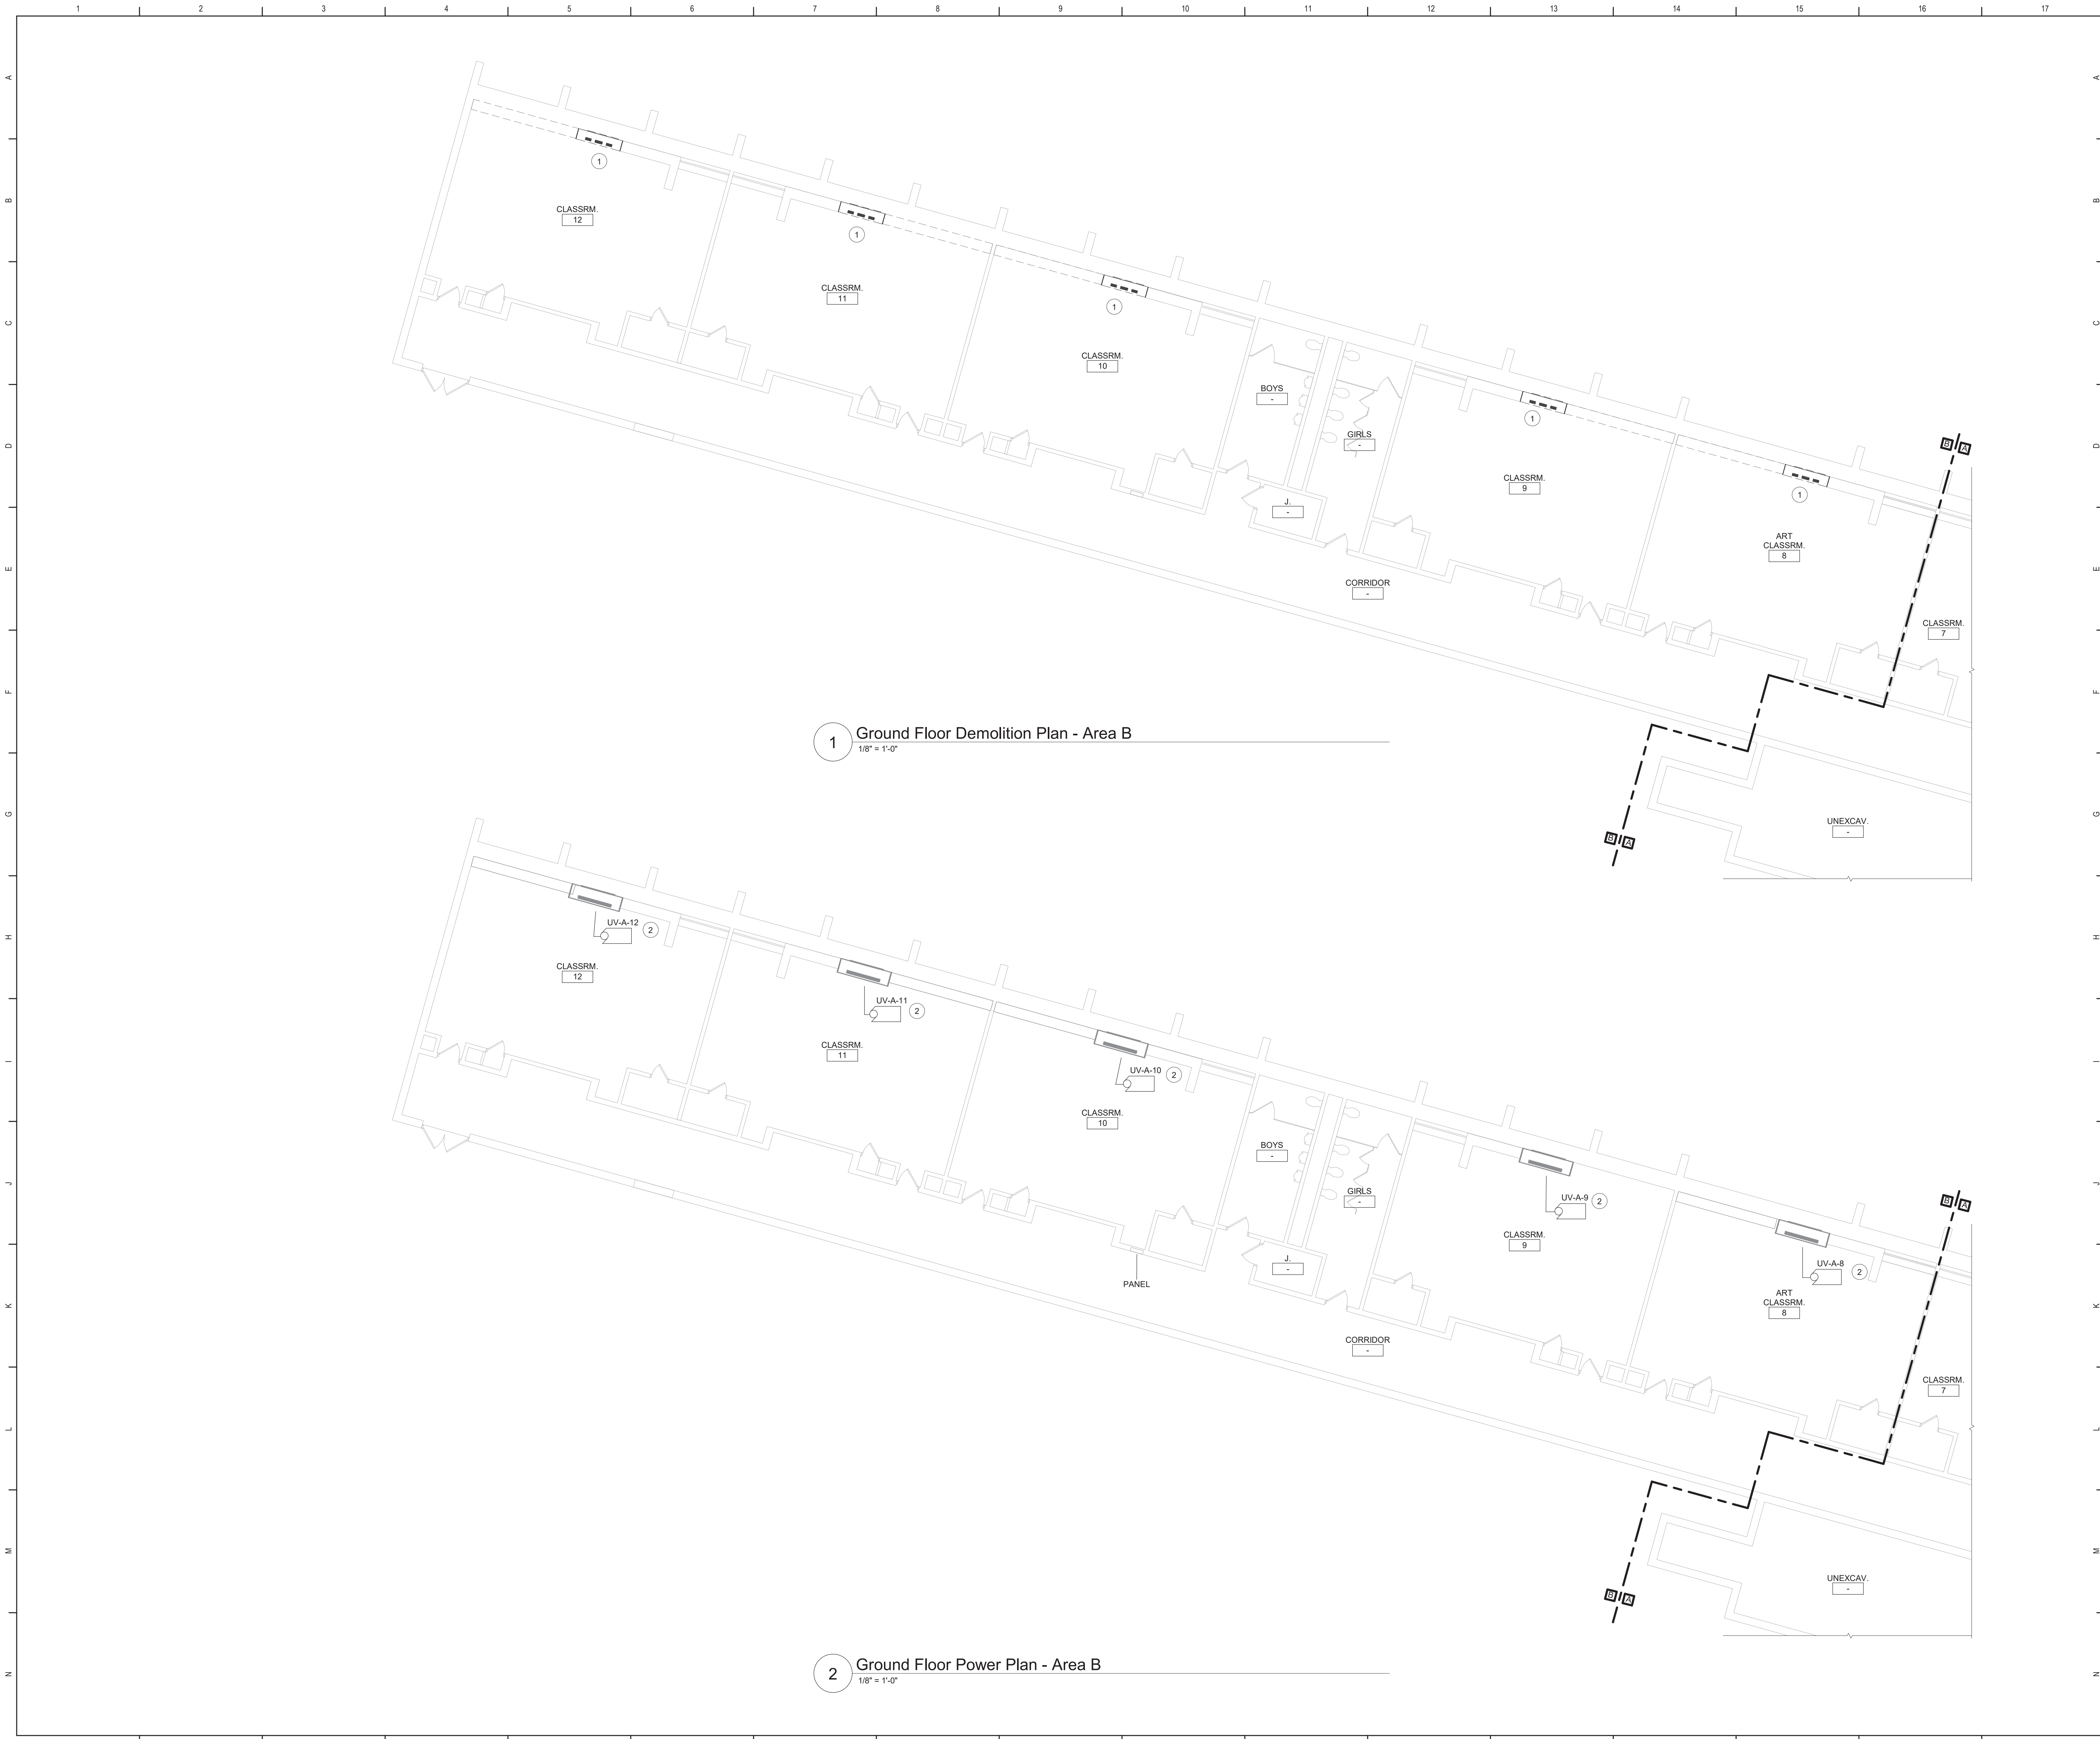 1 2 3 4 5 6 7 8 9 10 11 12 13 14 15 16 17
A A
B B
C C
D D
E E
F F
G G
H H
I I
J J
K K
L L
M M
N N
1
CLASSRM.
12
1
CLASSRM.
11
1
CLASSRM.
10
BOYS
-
GIRLS
-
J.
-
1
CLASSRM.
9
1
ART
CLASSRM.
8
B A
CORRIDOR
-
CLASSRM.
7
B A
UNEXCAV.
-
1
Ground Floor Demolition Plan - Area B
1/8" = 1'-0"
UV-A-12
2
CLASSRM.
12
UV-A-11
2
CLASSRM.
11
UV-A-10
2
CLASSRM.
10
BOYS
-
GIRLS
-
J.
-
PANEL
UV-A-9
2
CLASSRM.
9
UV-A-8
2
ART
CLASSRM.
8
B A
CORRIDOR
-
CLASSRM.
7
B A
UNEXCAV.
-
2
Ground Floor Power Plan - Area B
1/8" = 1'-0"